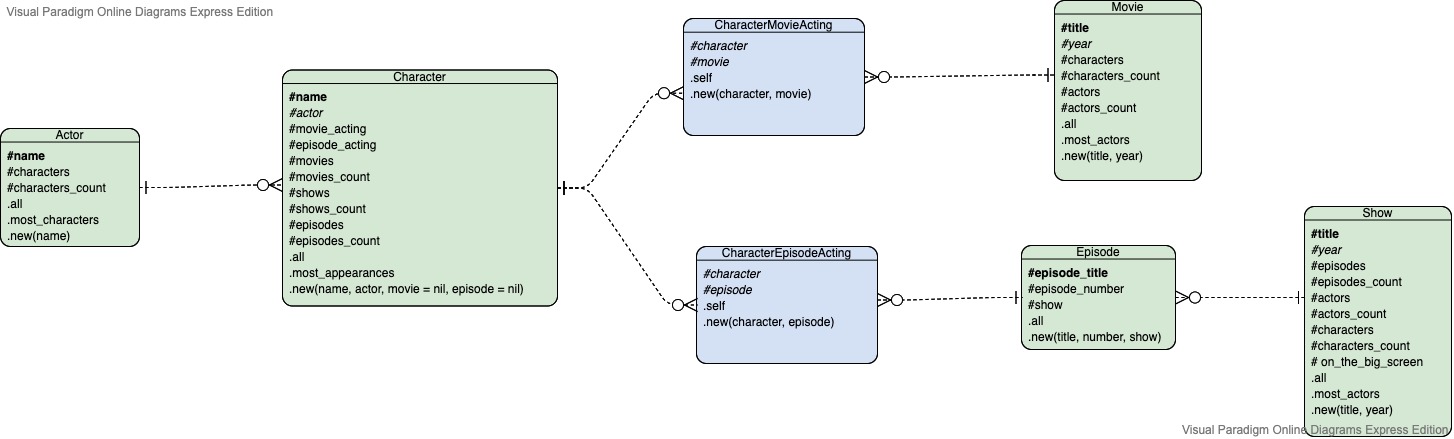 Visual Paradigm Online Diagrams Express Edition
Actor
#name
#characters
#characters_count
.all
.most_characters
.new(name)
Character
#name
#actor
#movie_acting
#episode_acting
#movies
#movies_count
#shows
#shows_count
#episodes
#episodes_count
.all
.most_appearances
.new(name, actor, movie = nil, episode = nil)
CharacterMovieActing
#character
#movie
.self
.new(character, movie)
CharacterEpisodeActing
#character
#episode
.self
.new(character, episode)
Movie
#title
#year
#characters
#characters_count
#actors
#actors_count
.all
.most_actors
.new(title, year)
Episode
#episode_title
#episode_number
#show
.all
.new(title, number, show)
Show
#title
#year
#episodes
#episodes_count
#actors
#actors_count
#characters
#characters_count
# on_the_big_screen
.all
.most_actors
.new(title, year)
Visual Paradigm Online Diagrams Express Edition